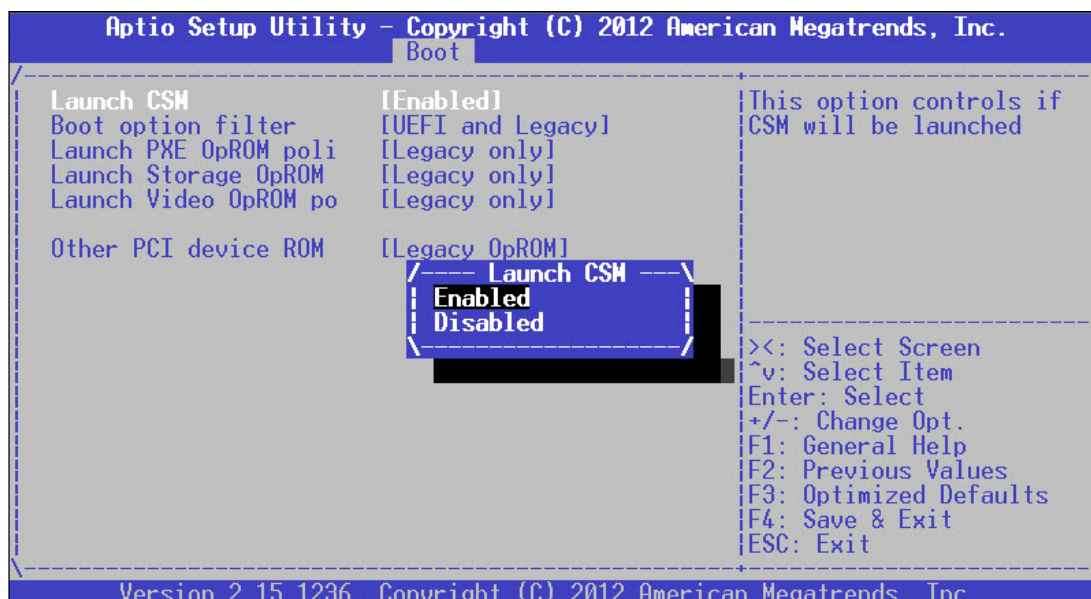 Aptio Setup Utility – Copyright (C) 2012 American Megatrends, Inc.
Boot
Launch CSM [Enabled]
Boot option filter [UEFI and Legacy]
Launch PXE OpROM poli [Legacy only]
Launch Storage OpROM [Legacy only]
Launch Video OpROM po [Legacy only]
Other PCI device ROM [Legacy OpROM]
Launch CSM
Enabled
Disabled
This option controls if
CSM will be launched
><: Select Screen
^v: Select Item
Enter: Select
+/-: Change Opt.
F1: General Help
F2: Previous Values
F3: Optimized Defaults
F4: Save & Exit
ESC: Exit
Version 2.15.1236. Copyright (C) 2012 American Megatrends, Inc.